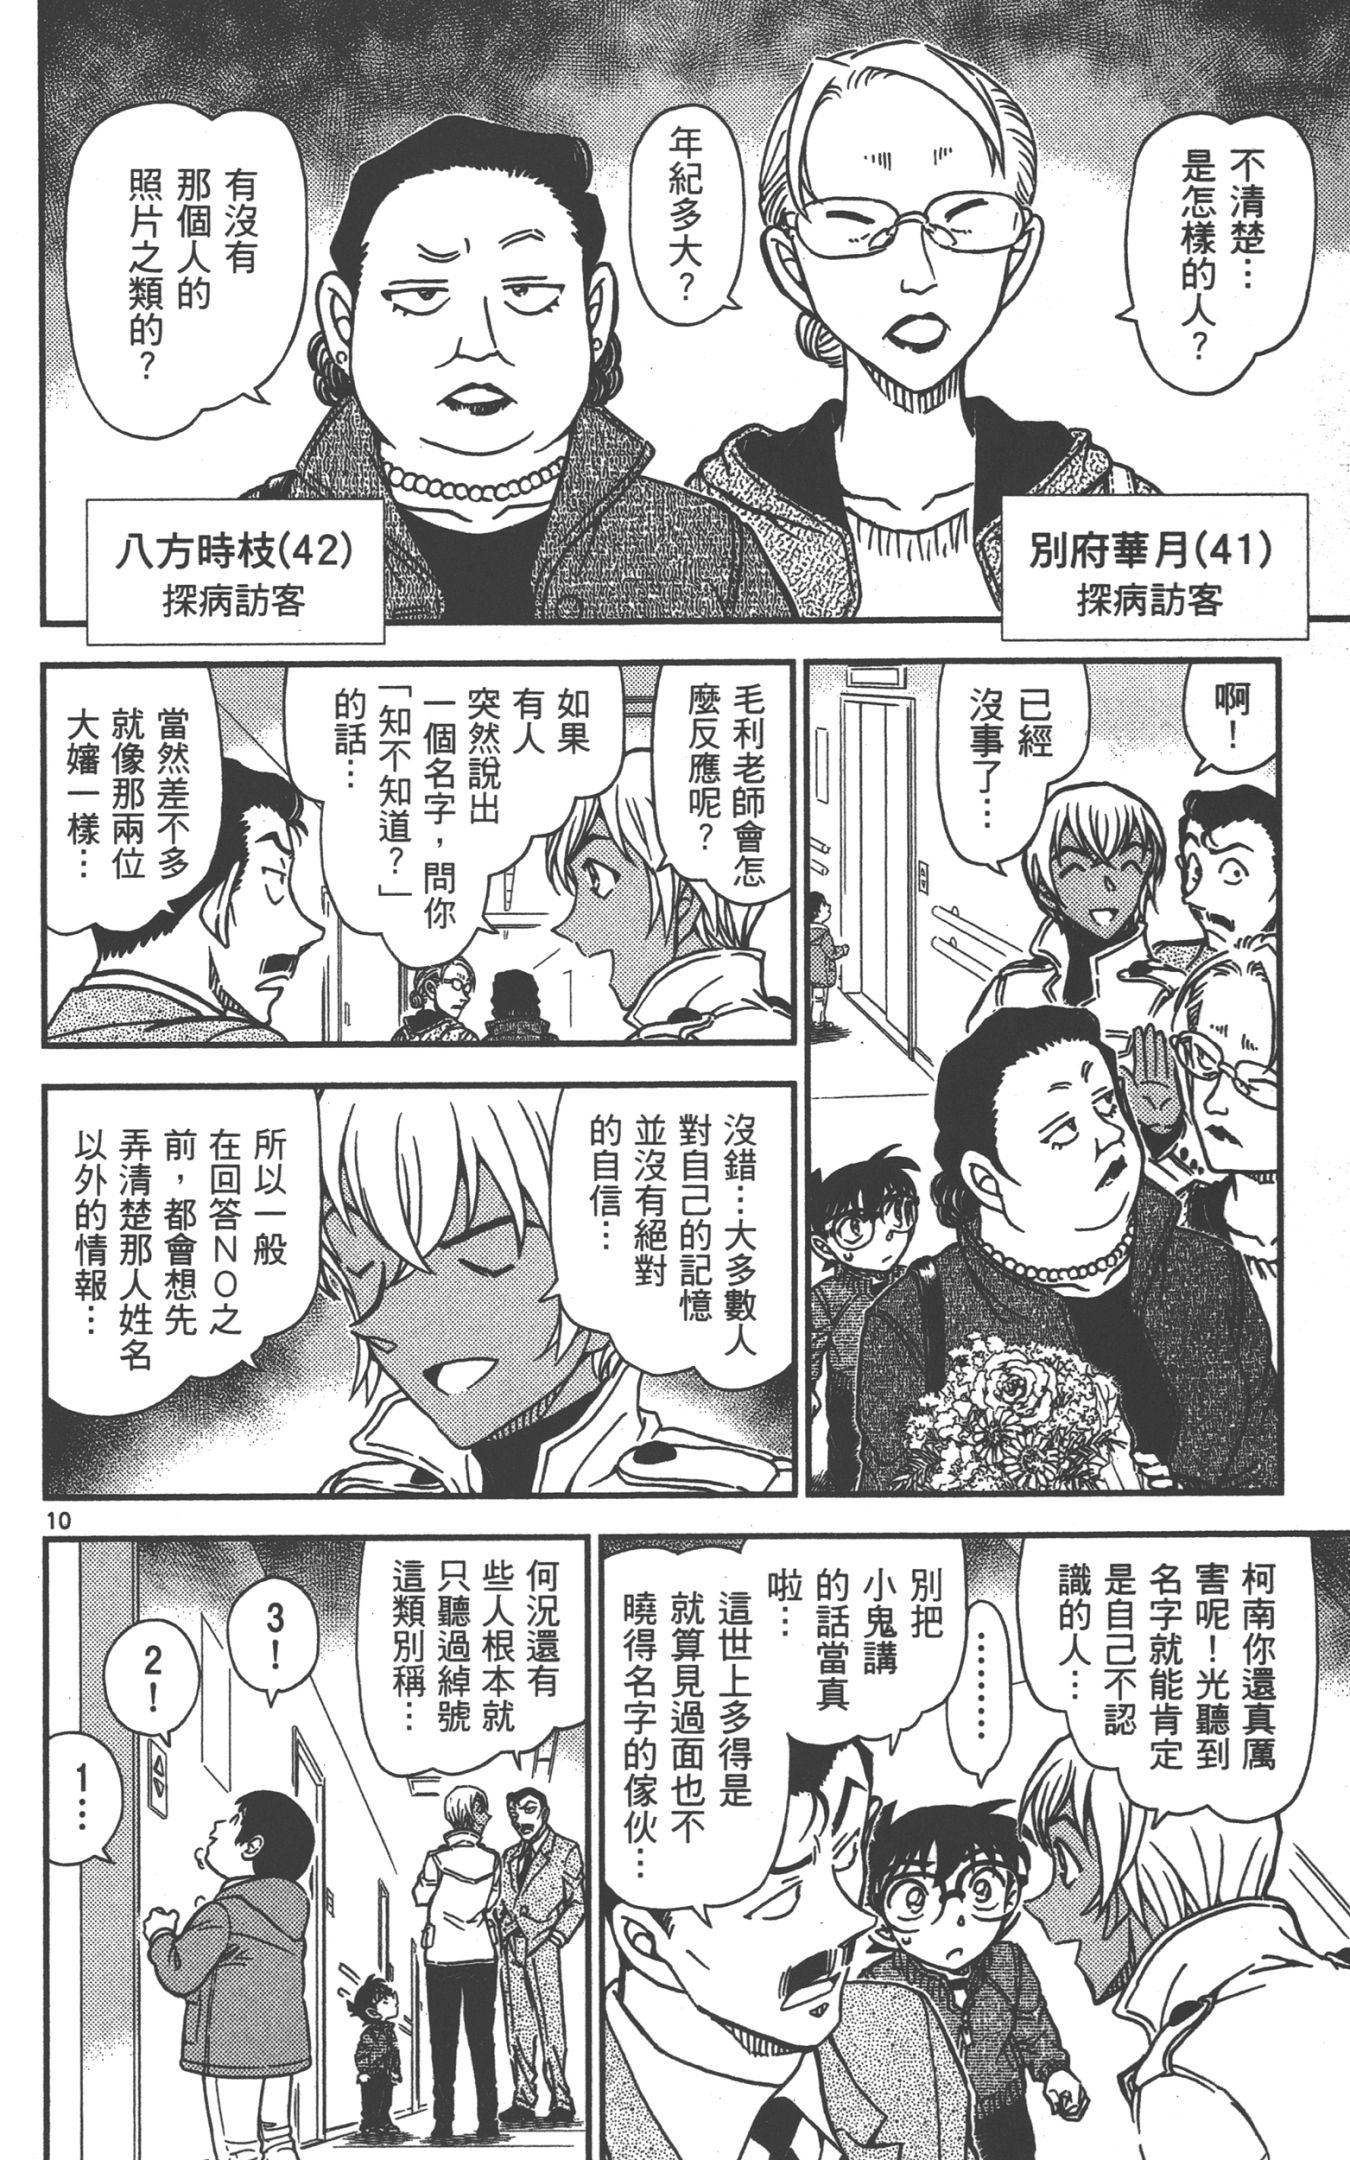 不清楚…
是怎樣的人？
年紀多大？
有沒有
那個人的
照片之類的？
別府華月(41)
探病訪客
八方時枝(42)
探病訪客
啊！
已經
沒事了…
毛利老師會怎
麼反應呢？
如果
有人
突然說出
一個名字，問你
「知不知道？」
的話…
當然差不多
就像那兩位
大嬸一樣…
沒錯…大多數人
對自己的記憶
並沒有絕對
的自信…
所以一般
在回答NO之
前，都會想先
弄清楚那人姓名
以外的情報…
10
柯南你還真厲
害呢！光聽到
名字就能肯定
是自己不認
識的人…
………
別把
小鬼講
的話當真
啦…
這世上多得是
就算見過面也不
曉得名字的傢伙…
何況還有
些人根本就
只聽過綽號
這類別稱…
3！
2！
1…